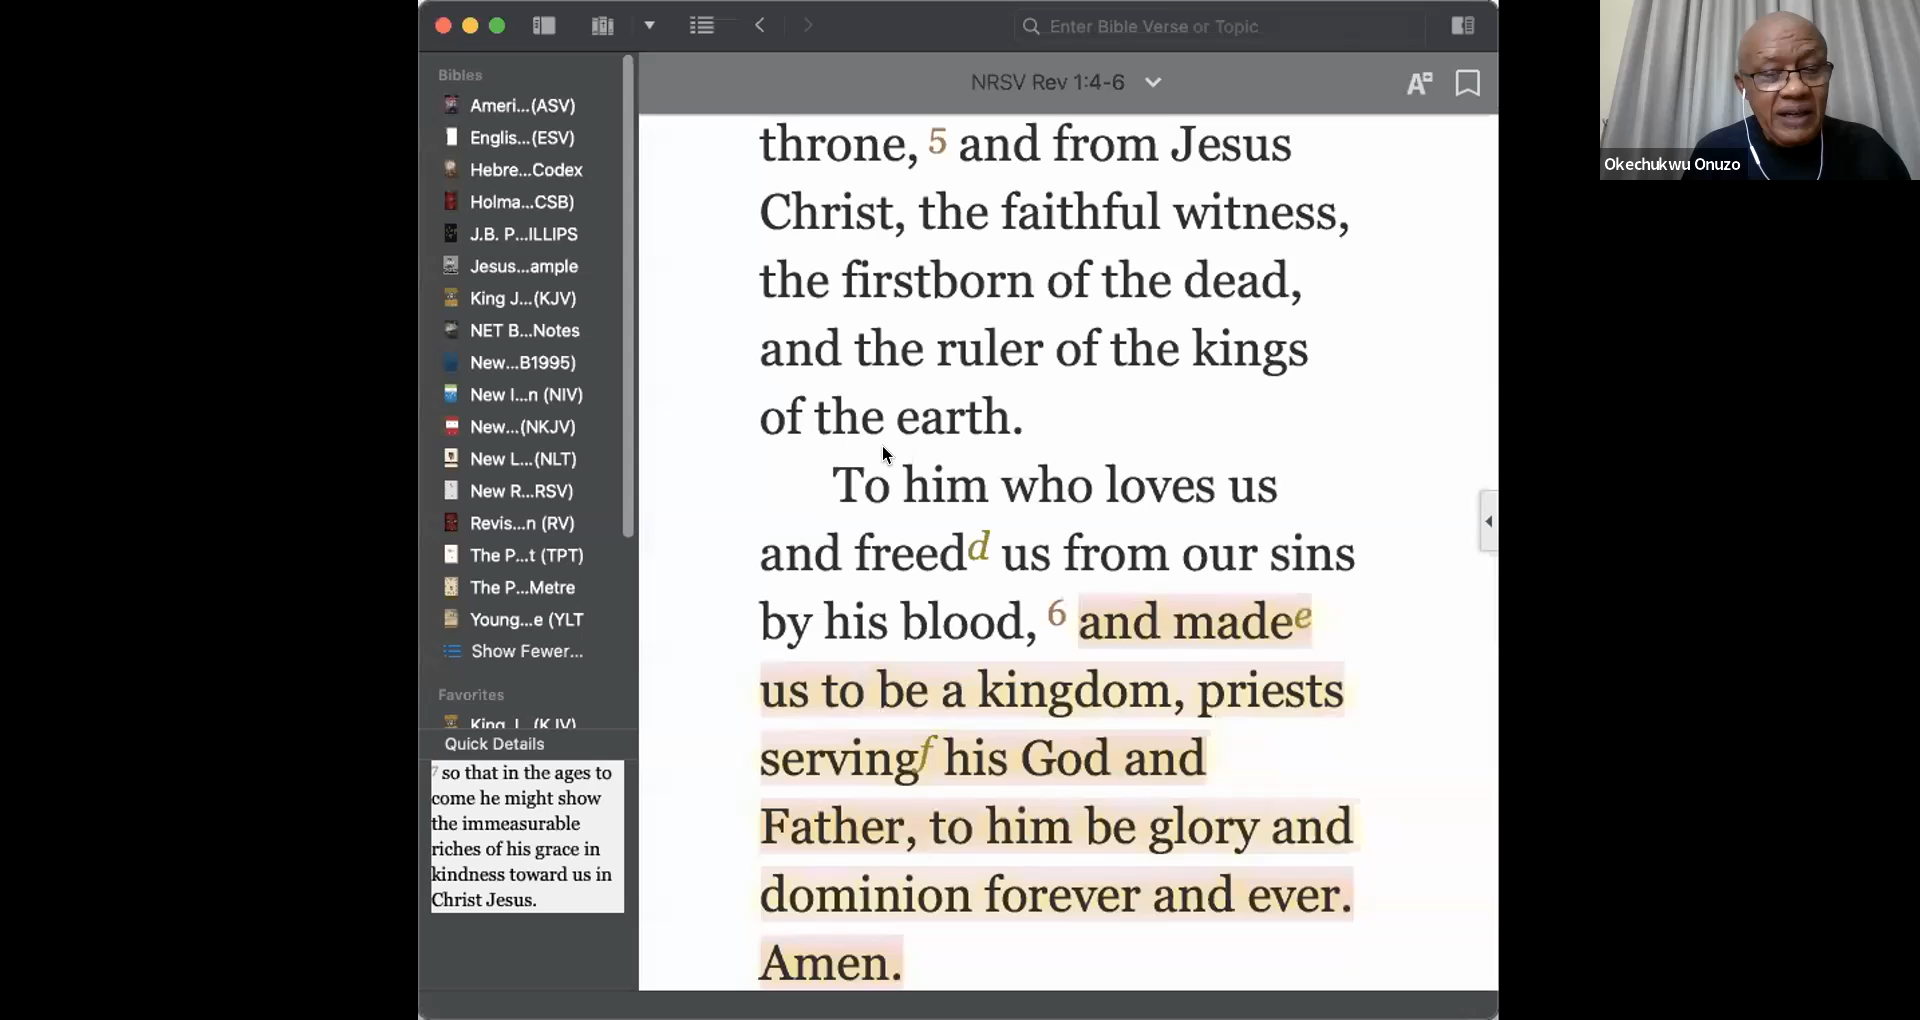 Enter Bible Verse or Topic
Bibles
Ameri...(ASV)
Englis...(ESV)
Hebre...Codex
Holma...CSB)
J.B. P...ILLIPS
Jesus...ample
King J...(KJV)
NET B...Notes
New...B1995)
New I...n (NIV)
New...(NKJV)
New L...(NLT)
New R...RSV)
Revis...n (RV)
The P...t (TPT)
The P...Metre
Young...e (YLT
Show Fewer...
Favorites
King J...(KJV)
Quick Details
7 so that in the ages to
come he might show
the immeasurable
riches of his grace in
kindness toward us in
Christ Jesus.
NRSV Rev 1:4-6
A
throne, 5 and from Jesus
Christ, the faithful witness,
the firstborn of the dead,
and the ruler of the kings
of the earth.
To him who loves us
and freedd us from our sins
by his blood, 6 and madee
us to be a kingdom, priests
servingf his God and
Father, to him be glory and
dominion forever and ever.
Amen.
Okechukwu Onuzo